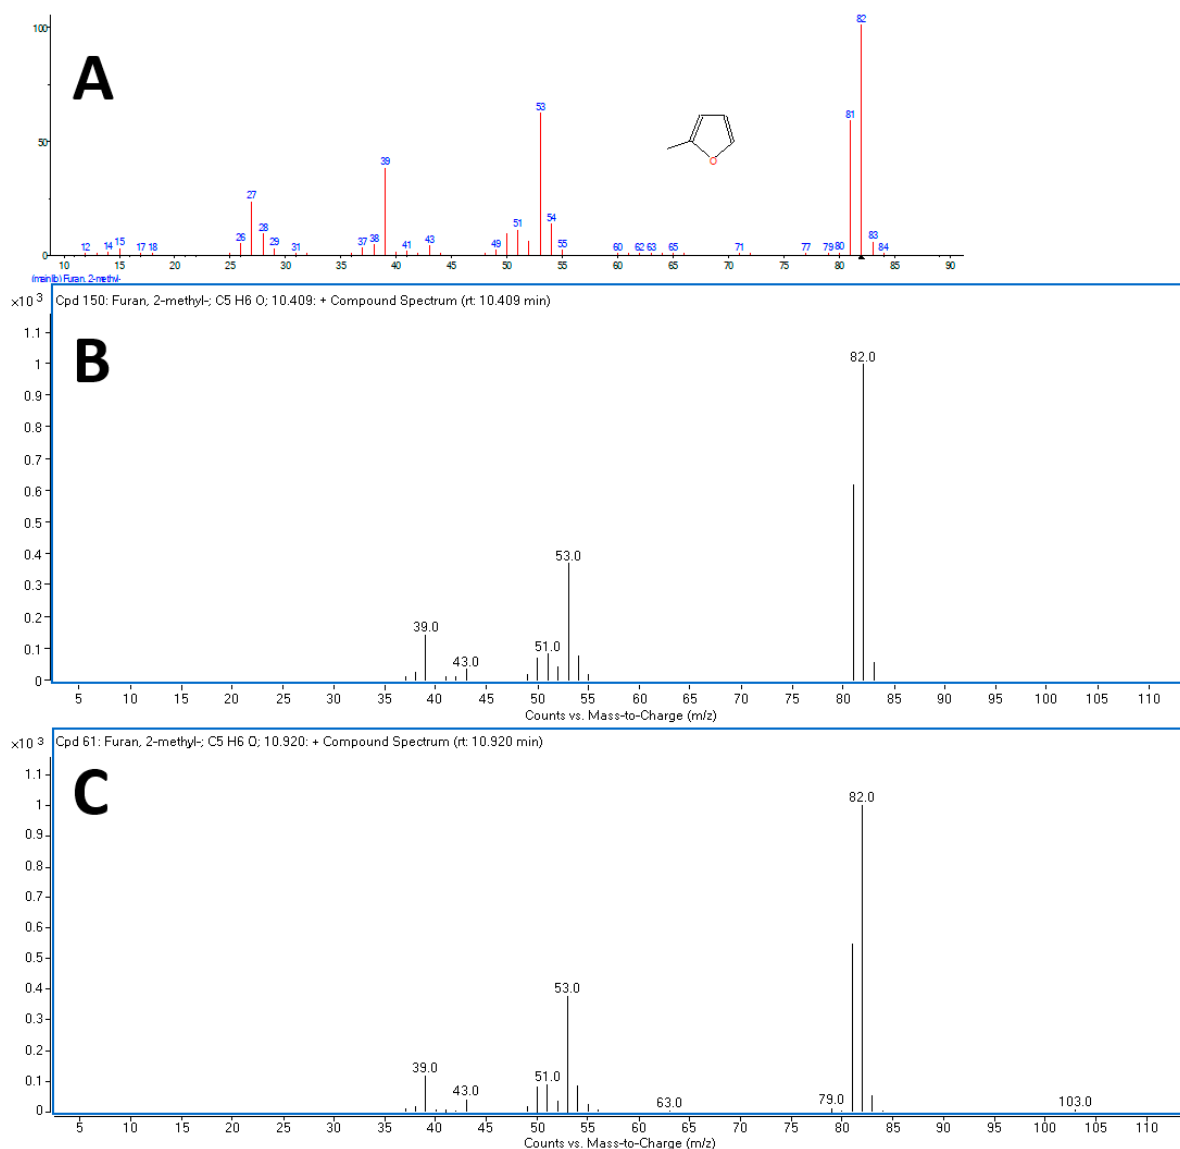 A
100
50
0
12 14 15 17 18 26 27 28 29 31 37 38 39 41 43 49 51 53 54 55 60 62 63 65 71 77 79 80 81 82 83 84
O
10 20 30 40 50 60 70 80 90
(mainlib) Furan, 2-methyl-
×10 3
Cpd 150: Furan, 2-methyl-; C5 H6 O; 10.409: + Compound Spectrum (rt: 10.409 min)
B
1.1
1
0.9
0.8
0.7
0.6
0.5
0.4
0.3
0.2
0.1
0
39.0 43.0 51.0 53.0 82.0
5 10 15 20 25 30 35 40 45 50 55 60 65 70 75 80 85 90 95 100 105 110
Counts vs. Mass-to-Charge (m/z)
×10 3
Cpd 61: Furan, 2-methyl-; C5 H6 O; 10.920: + Compound Spectrum (rt: 10.920 min)
C
1.1
1
0.9
0.8
0.7
0.6
0.5
0.4
0.3
0.2
0.1
0
39.0 43.0 51.0 53.0 63.0 79.0 82.0 103.0
5 10 15 20 25 30 35 40 45 50 55 60 65 70 75 80 85 90 95 100 105 110
Counts vs. Mass-to-Charge (m/z)